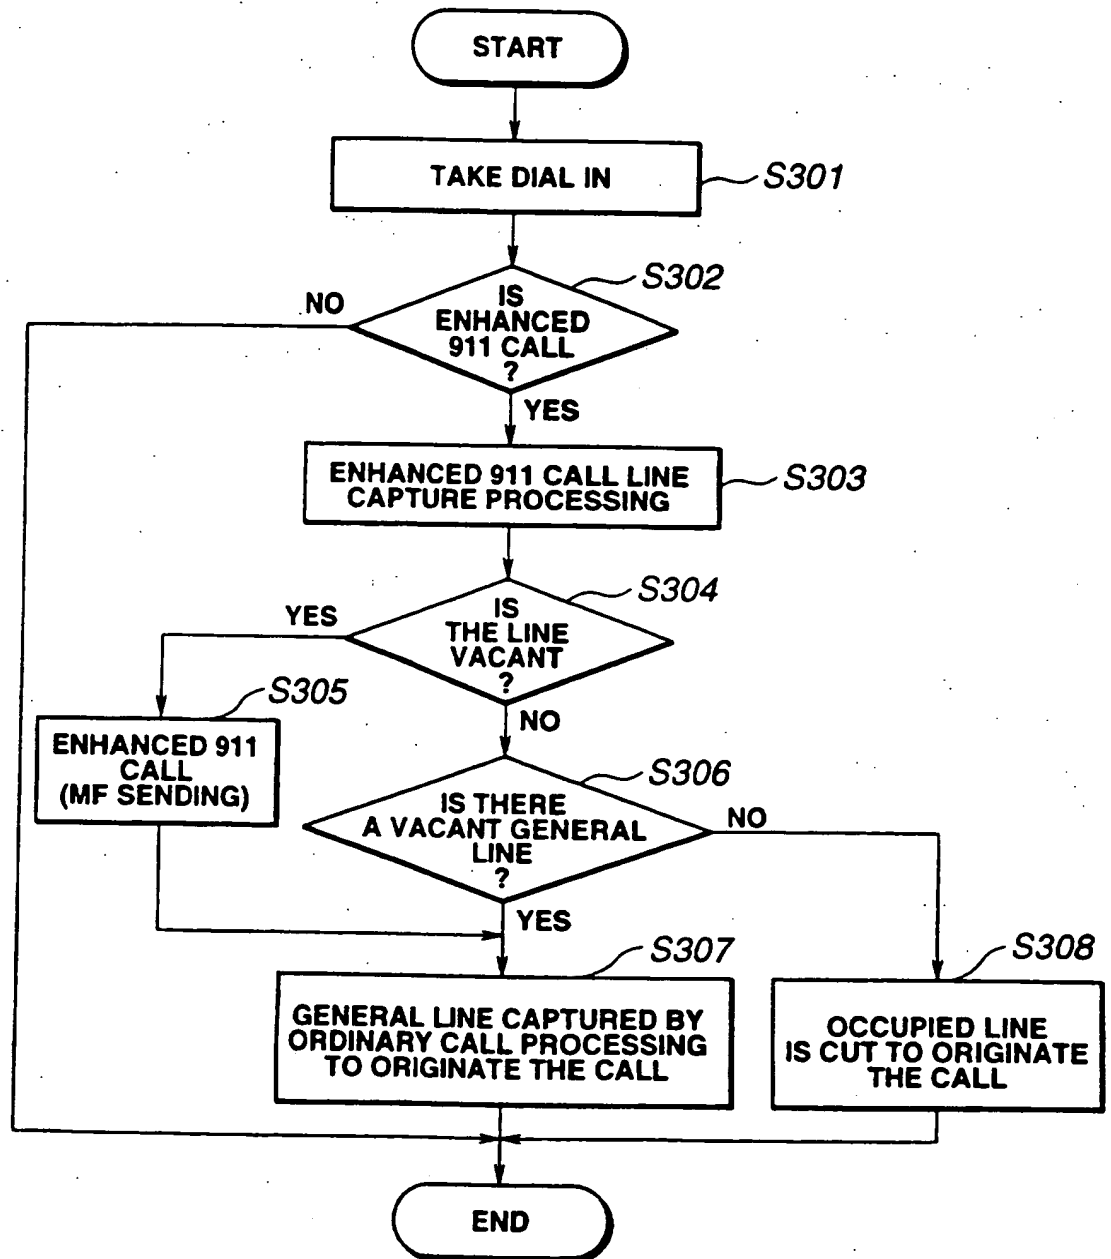 START
TAKE DIAL IN
S301
S302
NO
IS
ENHANCED
911 CALL
?
YES
ENHANCED 911 CALL LINE
CAPTURE PROCESSING
S303
S304
YES
IS
THE LINE
VACANT
?
S305
NO
ENHANCED 911
CALL
(MF SENDING)
S306
IS THERE
A VACANT GENERAL
LINE
?
NO
YES
S307
S308
GENERAL LINE CAPTURED BY
ORDINARY CALL PROCESSING
TO ORIGINATE THE CALL
OCCUPIED LINE
IS CUT TO ORIGINATE
THE CALL
END